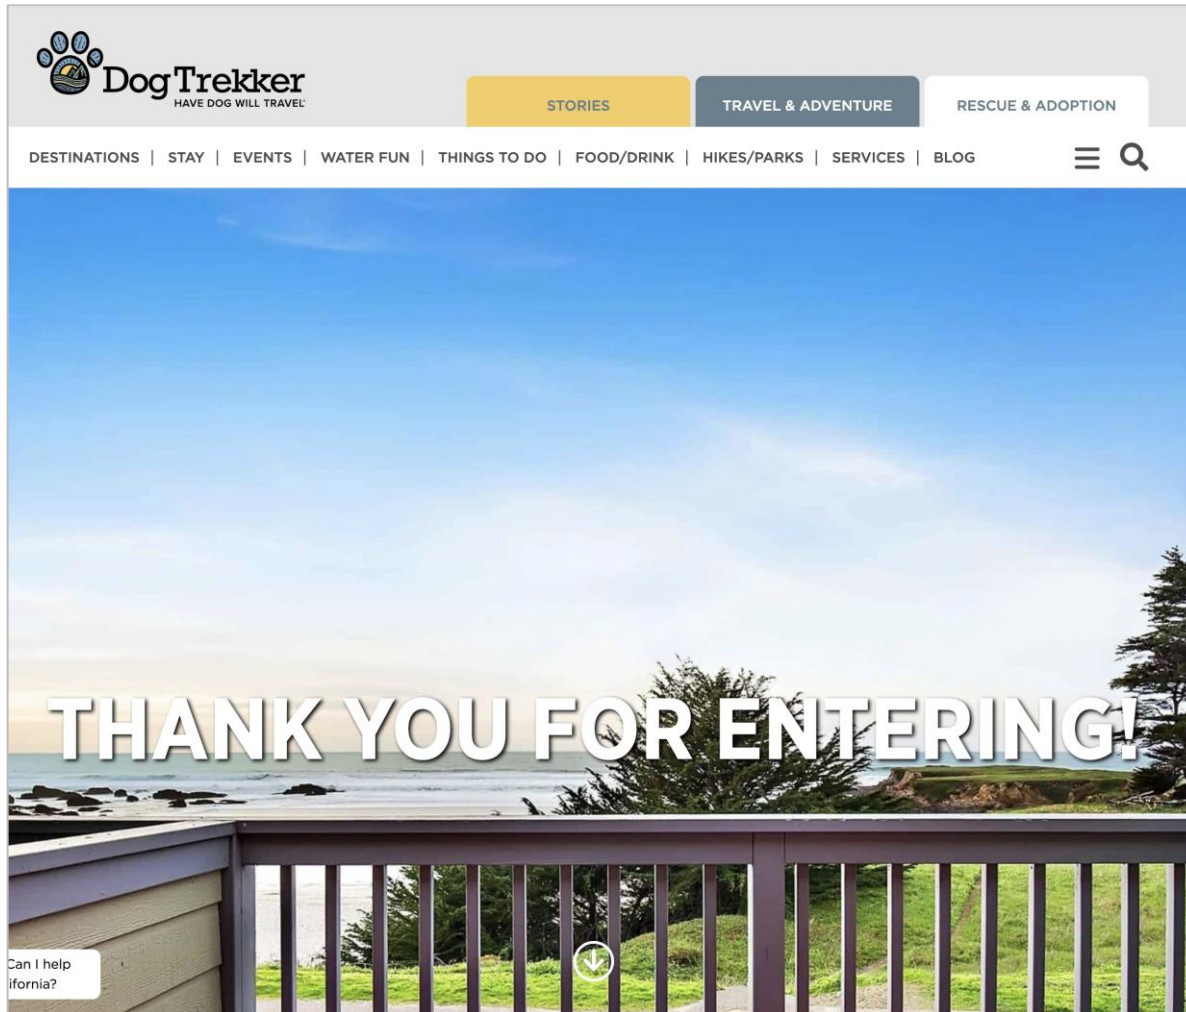 DogTrekker
HAVE DOG WILL TRAVEL
STORIES
TRAVEL & ADVENTURE
RESCUE & ADOPTION
DESTINATIONS | STAY | EVENTS | WATER FUN | THINGS TO DO | FOOD/DRINK | HIKES/PARKS | SERVICES | BLOG
THANK YOU FOR ENTERING!
Can I help
ifornia?